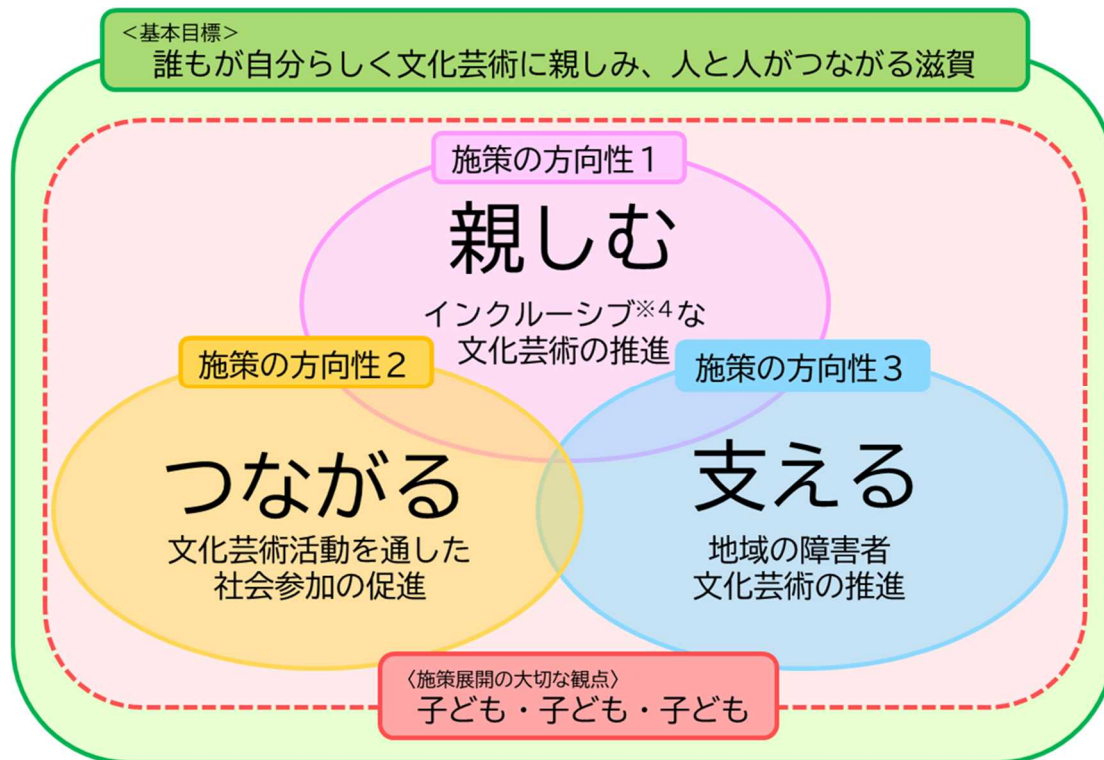 <基本目標>
誰もが自分らしく文化芸術に親しみ、人と人がつながる滋賀
施策の方向性1
親しむ
インクルーシブ※4な
文化芸術の推進
施策の方向性2
つながる
文化芸術活動を通した
社会参加の促進
施策の方向性3
支える
地域の障害者
文化芸術の推進
〈施策展開の大切な観点〉
子ども・子ども・子ども